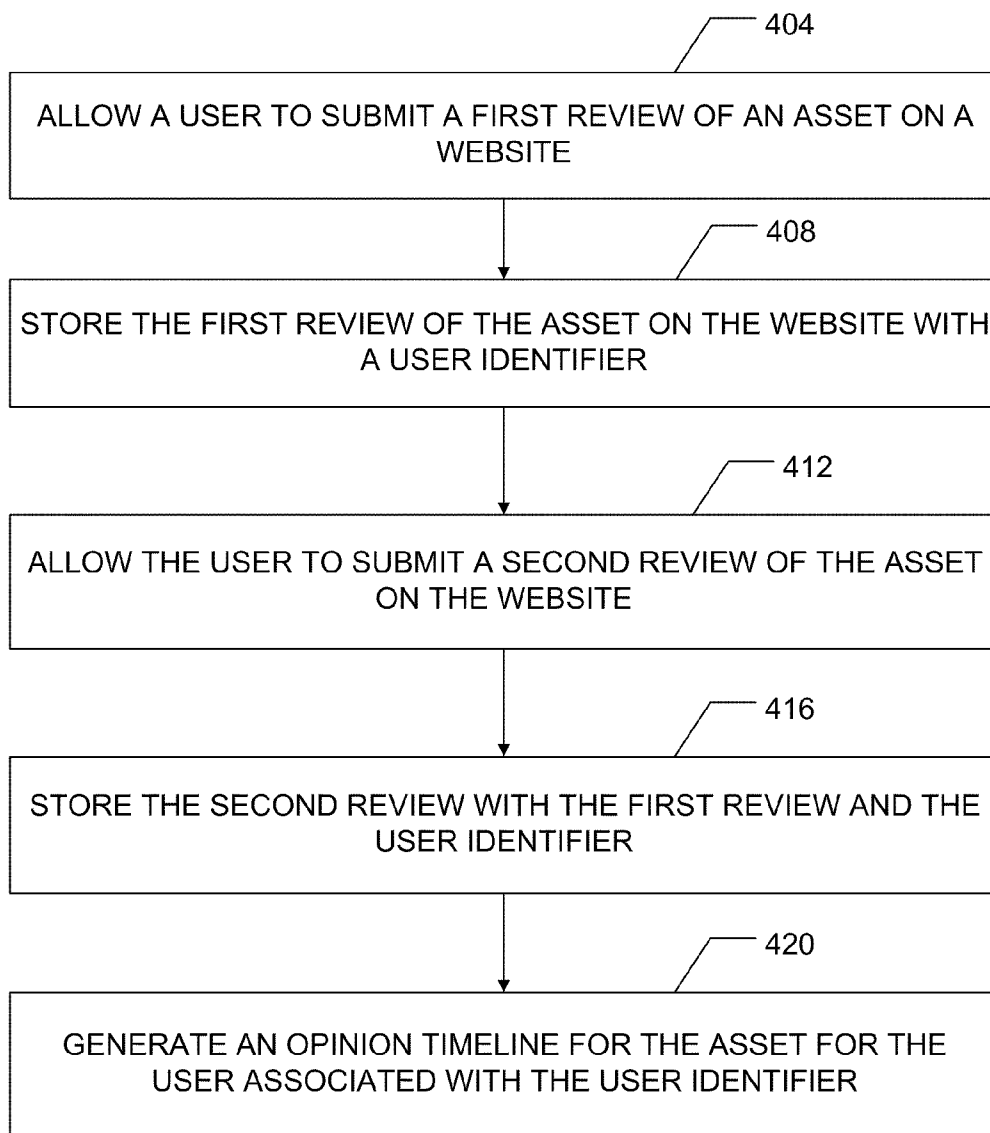 404
ALLOW A USER TO SUBMIT A FIRST REVIEW OF AN ASSET ON A
WEBSITE
408
STORE THE FIRST REVIEW OF THE ASSET ON THE WEBSITE WITH
A USER IDENTIFIER
412
ALLOW THE USER TO SUBMIT A SECOND REVIEW OF THE ASSET
ON THE WEBSITE
416
STORE THE SECOND REVIEW WITH THE FIRST REVIEW AND THE
USER IDENTIFIER
420
GENERATE AN OPINION TIMELINE FOR THE ASSET FOR THE
USER ASSOCIATED WITH THE USER IDENTIFIER